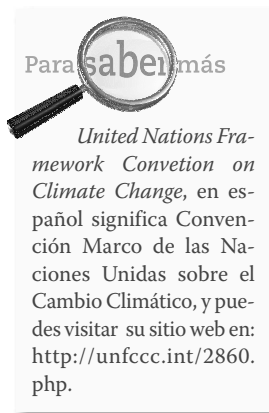 Para saber más
United Nations Fra-
mework Convetion on
Climate Change, en es-
pañol significa Conven-
ción Marco de las Na-
ciones Unidas sobre el
Cambio Climático, y pue-
des visitar su sitio web en:
http://unfccc.int/2860.
php.